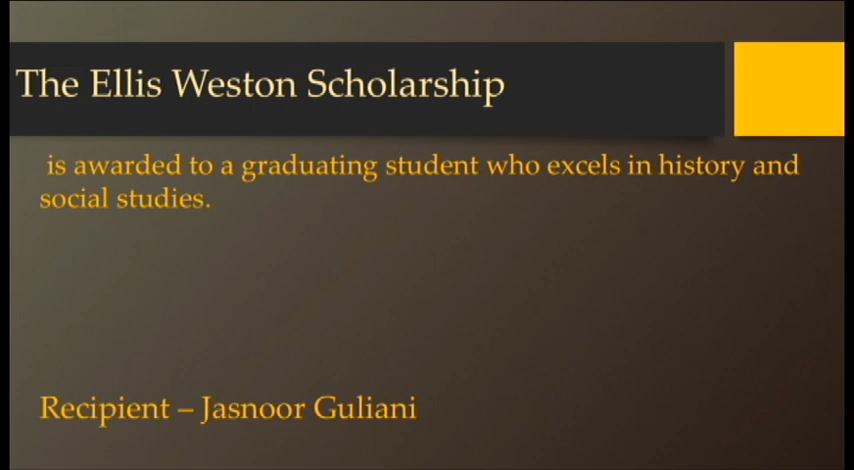 The Ellis Weston Scholarship
is awarded to a graduating student who excels in history and
social studies.
Recipient – Jasnoor Guliani